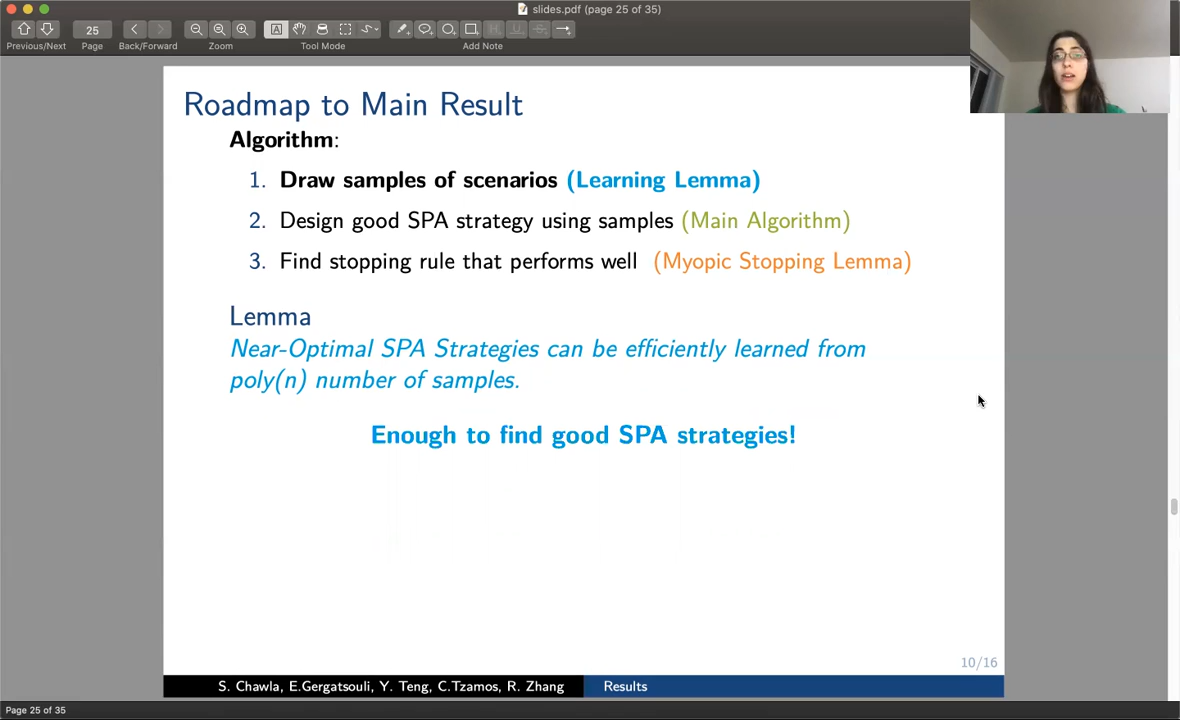 slides.pdf (page 25 of 35)
25
Previous/Next
Page
Back/Forward
Zoom
Tool Mode
Add Note
Roadmap to Main Result
Algorithm:
1. Draw samples of scenarios (Learning Lemma)
2. Design good SPA strategy using samples (Main Algorithm)
3. Find stopping rule that performs well (Myopic Stopping Lemma)
Lemma
Near-Optimal SPA Strategies can be efficiently learned from
poly(n) number of samples.
Enough to find good SPA strategies!
10/16
S. Chawla, E.Gergatsouli, Y. Teng, C.Tzamos, R. Zhang
Results
Page 25 of 35